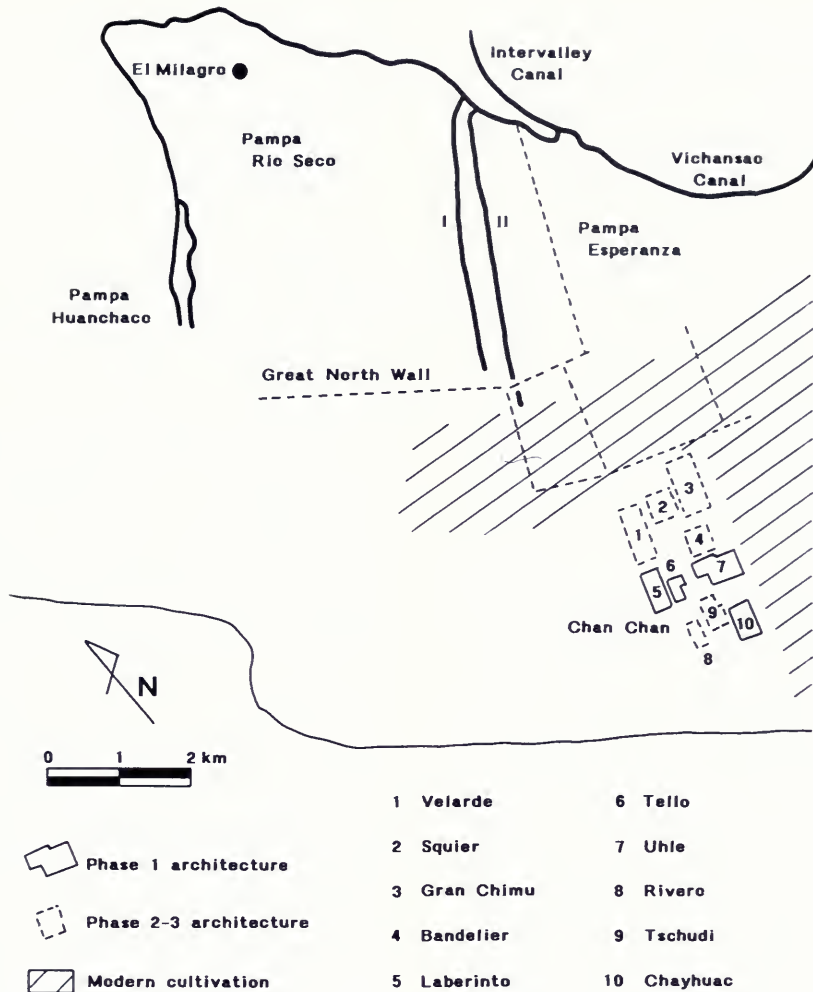 Intervalley
Canal
El Milagro
Pampa
Rio Seco
Vichansao
Canal
I
II
Pampa
Esperanza
Pampa
Huanchaco
Great North Wall
3
2
1
4
6
7
5
Chan Chan
9
10
8
N
0 1 2 km
1 Velarde
2 Squier
3 Gran Chimu
4 Bandelier
5 Laberinto
6 Tello
7 Uhle
8 Rivero
9 Tschudi
10 Chayhuac
Phase 1 architecture
Phase 2-3 architecture
Modern cultivation